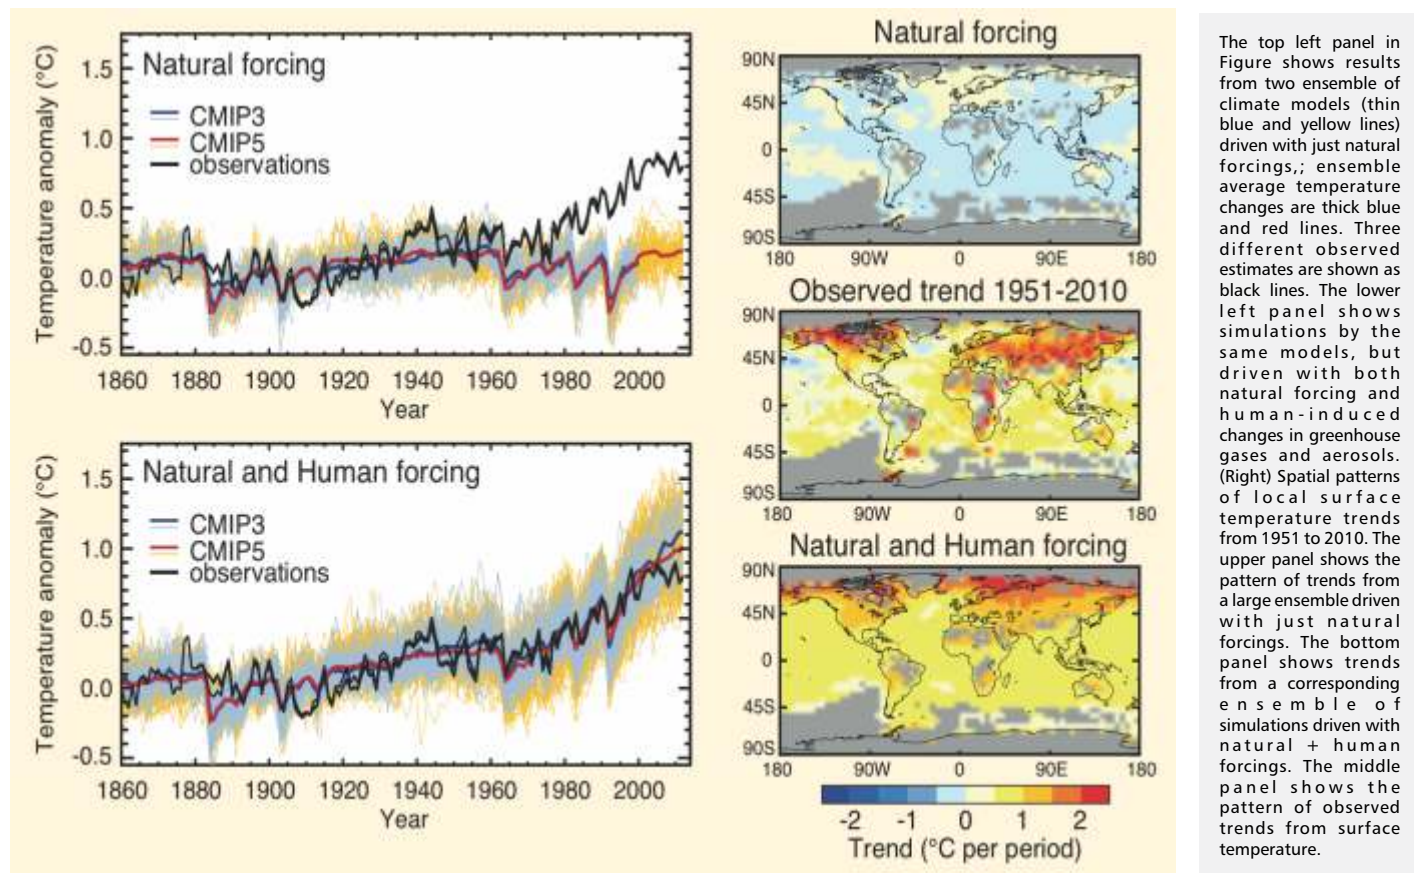 Natural forcing
CMIP3
CMIP5
observations
Temperature anomaly (°C)
1.5
1.0
0.5
0.0
-0.5
1860 1880 1900 1920 1940 1960 1980 2000
Year
Natural and Human forcing
CMIP3
CMIP5
observations
Temperature anomaly (°C)
1.5
1.0
0.5
0.0
-0.5
1860 1880 1900 1920 1940 1960 1980 2000
Year
Natural forcing
90N
45N
0
45S
90S
180 90W 0 90E 180
Observed trend 1951-2010
90N
45N
0
45S
90S
180 90W 0 90E 180
Natural and Human forcing
90N
45N
0
45S
90S
180 90W 0 90E 180
-2 -1 0 1 2
Trend (°C per period)
The top left panel in
Figure shows results
from two ensemble of
climate models (thin
blue and yellow lines)
driven with just natural
forcings,; ensemble
average temperature
changes are thick blue
and red lines. Three
different observed
estimates are shown as
black lines. The lower
left panel shows
simulations by the
same models, but
driven with both
natural forcing and
human-induced
changes in greenhouse
gases and aerosols.
(Right) Spatial patterns
of local surface
temperature trends
from 1951 to 2010. The
upper panel shows the
pattern of trends from
a large ensemble driven
with just natural
forcings. The bottom
panel shows trends
from a corresponding
ensemble of
simulations driven with
natural + human
forcings. The middle
panel shows the
pattern of observed
trends from surface
temperature.